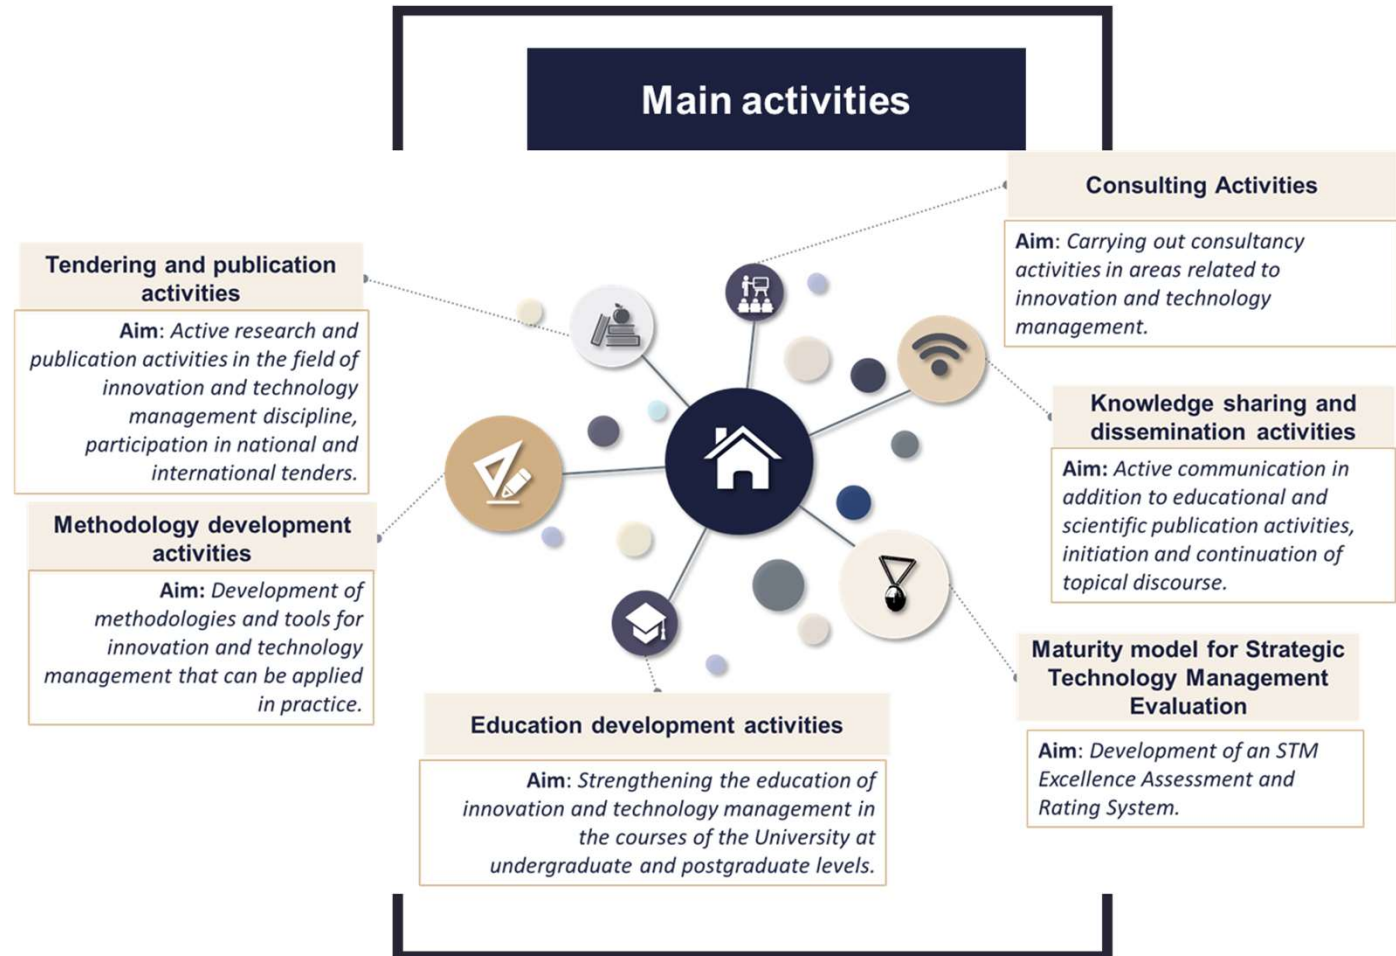 Main activities
Consulting Activities
Aim: Carrying out consultancy
activities in areas related to
innovation and technology
management.
Tendering and publication
activities
Aim: Active research and
publication activities in the field of
innovation and technology
management discipline,
participation in national and
international tenders.
Knowledge sharing and
dissemination activities
Aim: Active communication in
addition to educational and
scientific publication activities,
initiation and continuation of
topical discourse.
Methodology development
activities
Aim: Development of
methodologies and tools for
innovation and technology
management that can be applied
in practice.
Maturity model for Strategic
Technology Management
Evaluation
Aim: Development of an STM
Excellence Assessment and
Rating System.
Education development activities
Aim: Strengthening the education of
innovation and technology management in
the courses of the University at
undergraduate and postgraduate levels.